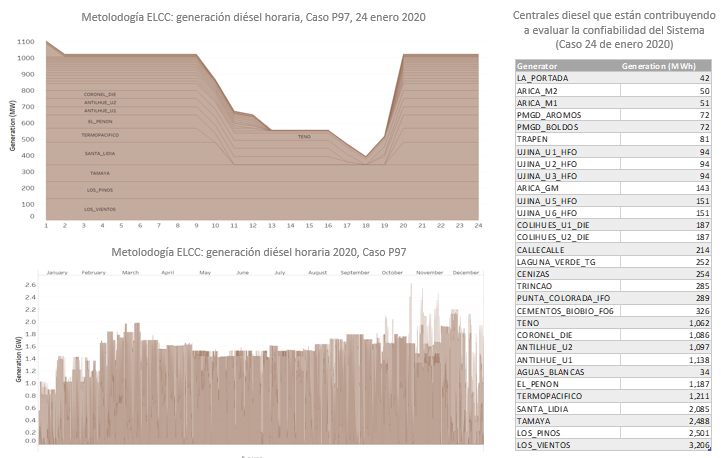 Metolodogía ELCC: generación diésel horaria, Caso P97, 24 enero 2020
1100
1000
900
800
700
600
500
400
300
200
100
0
Generation (MW)
CORONEL_DIE
ANTILHUE_U2
ANTILHUE_U1
EL_PENON
TERMOPACIFICO
SANTA_LIDIA
TAMAYA
LOS_PINOS
LOS_VIENTOS
TENO
1 2 3 4 5 6 7 8 9 10 11 12 13 14 15 16 17 18 19 20 21 22 23 24
Metolodogía ELCC: generación diésel horaria 2020, Caso P97
January February March April May June July August September October November December
2.6
2.4
2.2
2.0
1.8
1.6
1.4
1.2
1.0
0.8
0.6
0.4
0.2
0.0
Generation (GW)
Centrales diesel que están contribuyendo
a evaluar la confiabilidad del Sistema
(Caso 24 de enero 2020)
Generator Generation (MWh)
LA_PORTADA 42
ARICA_M2 50
ARICA_M1 51
PMGD_AROMOS 72
PMGD_BOLDOS 72
TRAPEN 81
UJINA_U1_HFO 94
UJINA_U2_HFO 94
UJINA_U3_HFO 94
ARICA_GM 143
UJINA_U5_HFO 151
UJINA_U6_HFO 151
COLIHUES_U1_DIE 187
COLIHUES_U2_DIE 187
CALLECALLE 214
LAGUNA_VERDE_TG 252
CENIZAS 254
TRINCAO 285
PUNTA_COLORADA_IFO 289
CEMENTOS_BIOBIO_FO6 326
TENO 1,062
CORONEL_DIE 1,086
ANTILHUE_U2 1,097
ANTILHUE_U1 1,138
AGUAS_BLANCAS 34
EL_PENON 1,187
TERMOPACIFICO 1,211
SANTA_LIDIA 2,085
TAMAYA 2,488
LOS_PINOS 2,501
LOS_VIENTOS 3,206